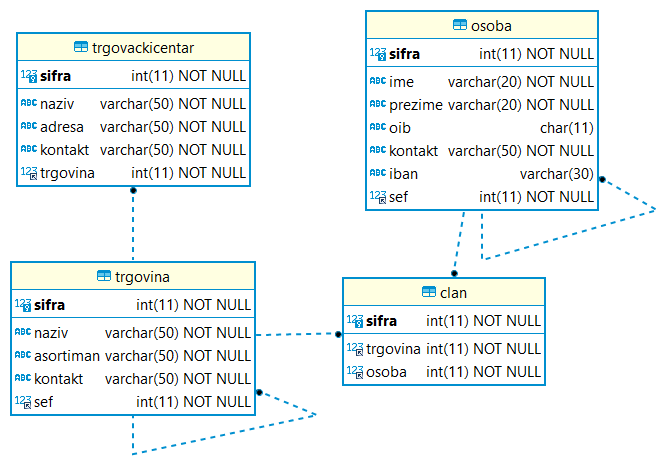 trgovackicentar
sifra int(11) NOT NULL
naziv varchar(50) NOT NULL
adresa varchar(50) NOT NULL
kontakt varchar(50) NOT NULL
trgovina int(11) NOT NULL
osoba
sifra int(11) NOT NULL
ime varchar(20) NOT NULL
prezime varchar(20) NOT NULL
oib char(11)
kontakt varchar(50) NOT NULL
iban varchar(30)
sef int(11) NOT NULL
trgovina
sifra int(11) NOT NULL
naziv varchar(50) NOT NULL
asortiman varchar(50) NOT NULL
kontakt varchar(50) NOT NULL
sef int(11) NOT NULL
clan
sifra int(11) NOT NULL
trgovina int(11) NOT NULL
osoba int(11) NOT NULL